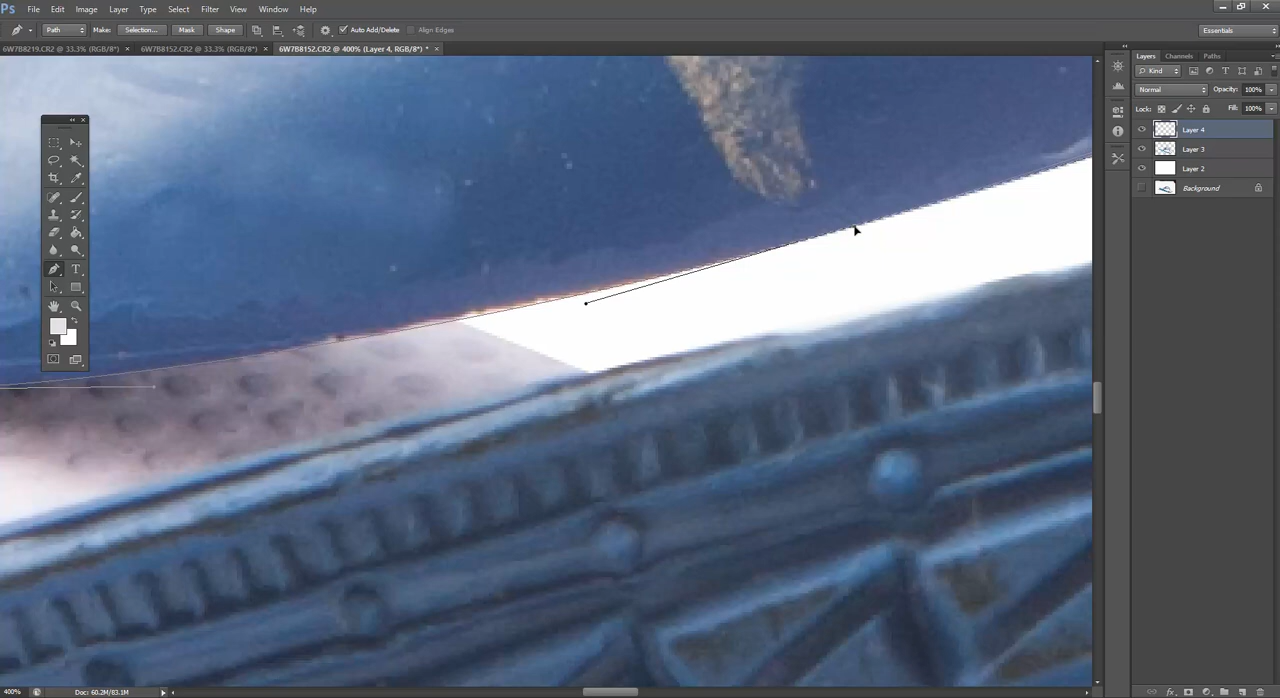 Ps File Edit Image Layer Type Select Filter View Window Help
Path Make: Selection... Mask Shape Auto Add/Delete Align Edges Essentials
6W7B8219.CR2 @ 33.3% (RGB/8*) × 6W7B8152.CR2 @ 33.3% (RGB/8*) × 6W7B8152.CR2 @ 400% (Layer 4, RGB/8*) * ×
Layers Channels Paths
Kind T
Normal Opacity: 100%
Lock: Fill: 100%
Layer 4
Layer 3
Layer 2
Background
T
400% Doc: 60.2M/83.1M
fx